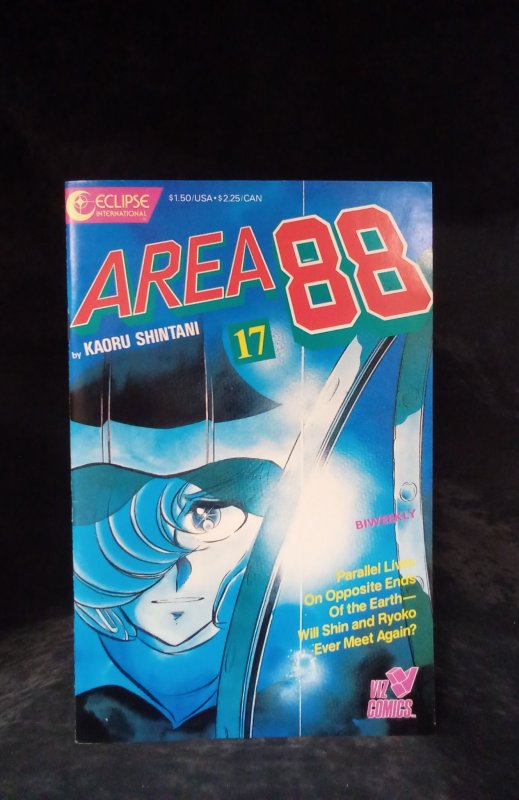 ECLIPSE
INTERNATIONAL
$1.50/USA•$2.25/CAN
AREA 88
by KAORU SHINTANI
17
BIWEEKLY
Parallel Lives
On Opposite Ends
Of the Earth—
Will Shin and Ryoko
Ever Meet Again?
VIZ
COMICS™